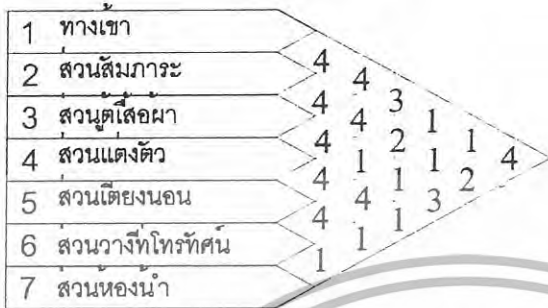 1 ทางเข้า
2 ส่วนสัมภาระ
3 ส่วนตู้เสื้อผ้า
4 ส่วนแต่งตัว
5 ส่วนเตียงนอน
6 ส่วนวางทีโทรทัศน์
7 ส่วนห้องน้ำ
4 4 4 4 4 1
4 4 1 4 1
3 2 1 1
1 1 3
1 2
4